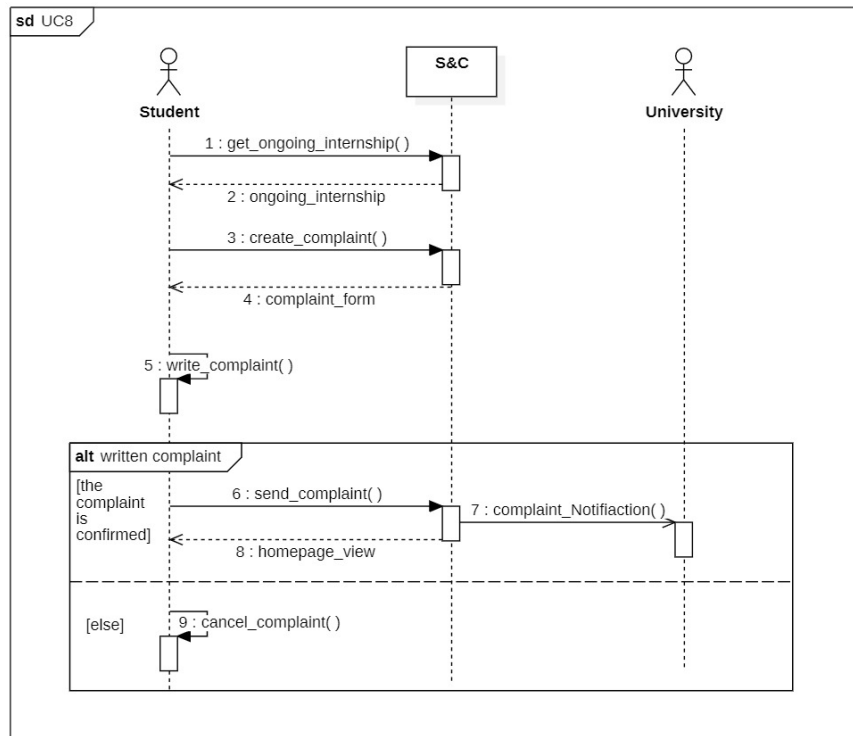 sd UC8
S&C
Student
University
1 : get_ongoing_internship( )
2 : ongoing_internship
3 : create_complaint( )
4 : complaint_form
5 : write_complaint( )
alt written complaint
[the
complaint
is
confirmed]
6 : send_complaint( )
7 : complaint_Notifiaction( )
8 : homepage_view
[else]
9 : cancel_complaint( )